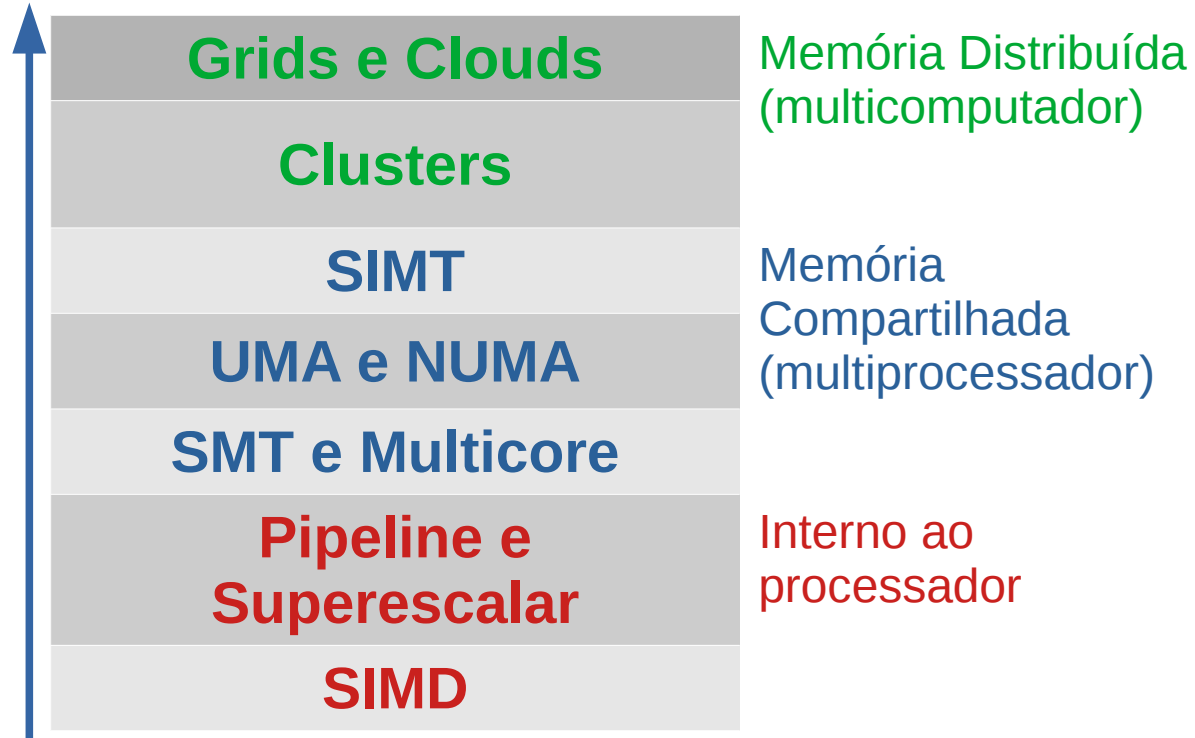 Grids e Clouds
Memória Distribuída
(multicomputador)
Clusters
SIMT
Memória
Compartilhada
(multiprocessador)
UMA e NUMA
SMT e Multicore
Pipeline e
Superescalar
Interno ao
processador
SIMD